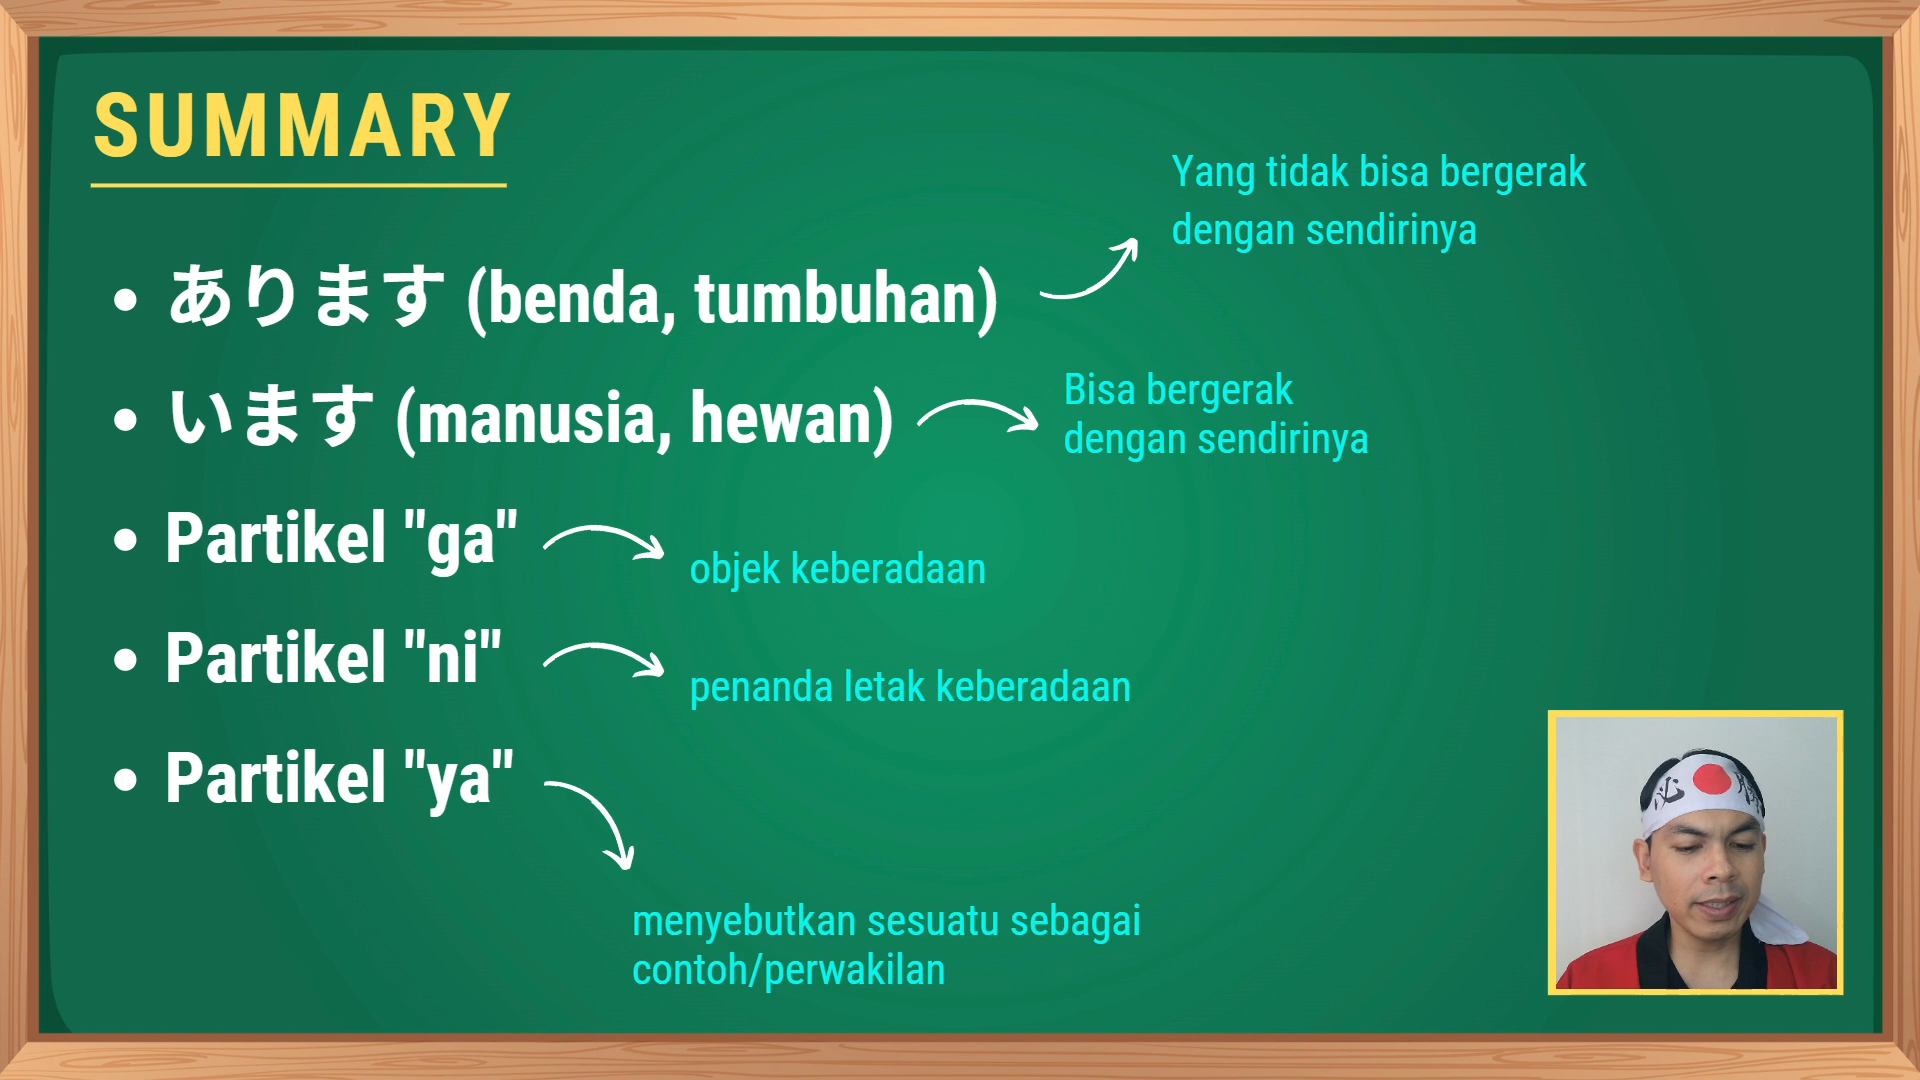 SUMMARY
Yang tidak bisa bergerak
dengan sendirinya
• あります (benda, tumbuhan)
• います (manusia, hewan)
Bisa bergerak
dengan sendirinya
• Partikel "ga"
objek keberadaan
• Partikel "ni"
penanda letak keberadaan
• Partikel "ya"
menyebutkan sesuatu sebagai
contoh/perwakilan
必